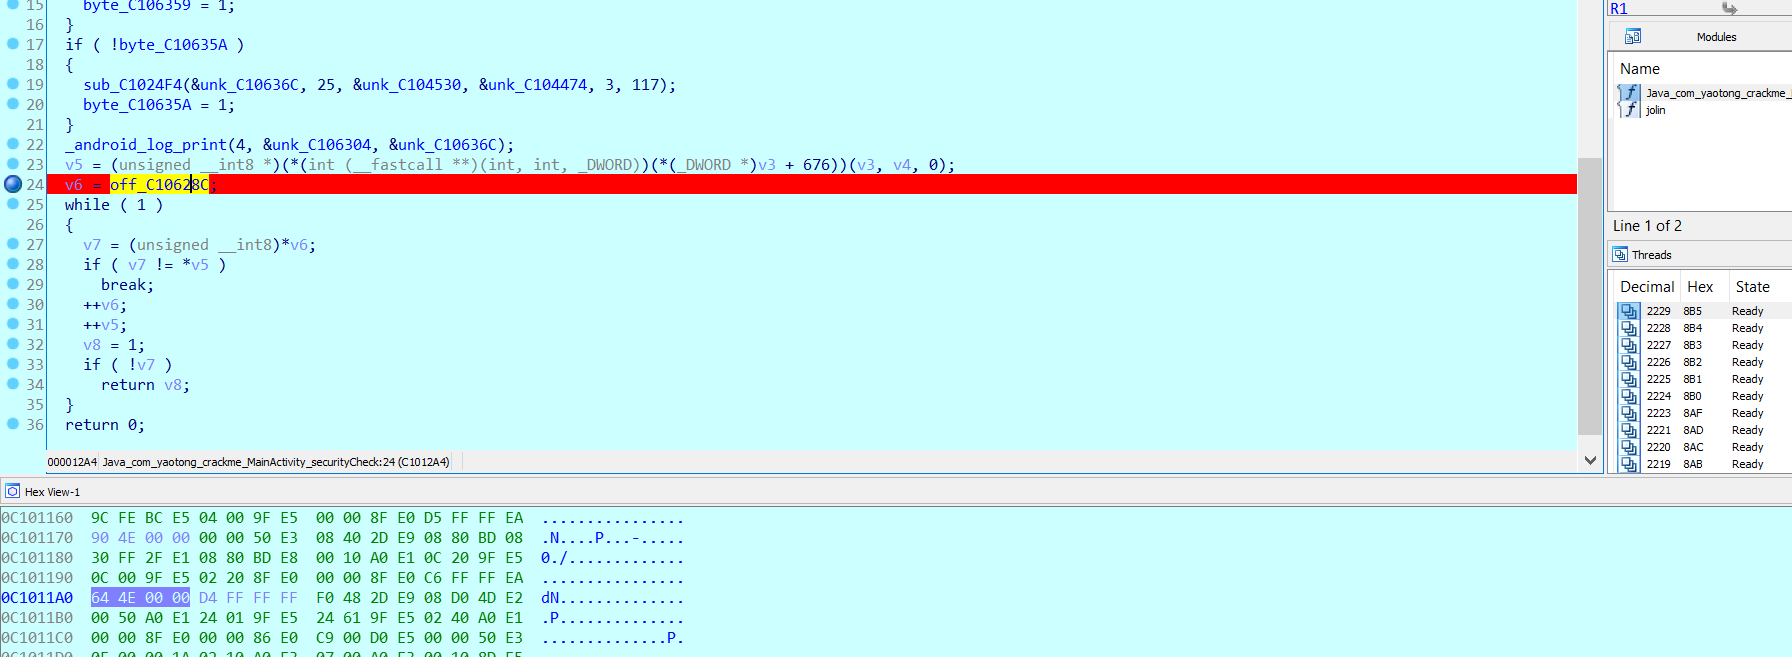 15 byte_C106359 = 1;
16 }
17 if ( !byte_C10635A )
18 {
19 sub_C1024F4(&unk_C10636C, 25, &unk_C104530, &unk_C104474, 3, 117);
20 byte_C10635A = 1;
21 }
22 _android_log_print(4, &unk_C106304, &unk_C10636C);
23 v5 = (unsigned __int8 *)(*(int (__fastcall **)(int, int, _DWORD))(*(_DWORD *)v3 + 676))(v3, v4, 0);
24 v6 = off_C10628C;
25 while ( 1 )
26 {
27 v7 = (unsigned __int8)*v6;
28 if ( v7 != *v5 )
29 break;
30 ++v6;
31 ++v5;
32 v8 = 1;
33 if ( !v7 )
34 return v8;
35 }
36 return 0;
000012A4 Java_com_yaotong_crackme_MainActivity_securityCheck:24 (C1012A4)
R1
Modules
Name
Java_com_yaotong_crackme_
jolin
Line 1 of 2
Threads
Decimal Hex State
2229 8B5 Ready
2228 8B4 Ready
2227 8B3 Ready
2226 8B2 Ready
2225 8B1 Ready
2224 8B0 Ready
2223 8AF Ready
2221 8AD Ready
2220 8AC Ready
2219 8AB Ready
Hex View-1
0C101160 9C FE BC E5 04 00 9F E5 00 00 8F E0 D5 FF FF EA ................
0C101170 90 4E 00 00 00 00 50 E3 08 40 2D E9 08 80 BD 08 .N....P...-.....
0C101180 30 FF 2F E1 08 80 BD E8 00 10 A0 E1 0C 20 9F E5 0./.............
0C101190 0C 00 9F E5 02 20 8F E0 00 00 8F E0 C6 FF FF EA ................
0C1011A0 64 4E 00 00 D4 FF FF FF F0 48 2D E9 08 D0 4D E2 dN..............
0C1011B0 00 50 A0 E1 24 01 9F E5 24 61 9F E5 02 40 A0 E1 .P..............
0C1011C0 00 00 8F E0 00 00 86 E0 C9 00 D0 E5 00 00 50 E3 ..............P.